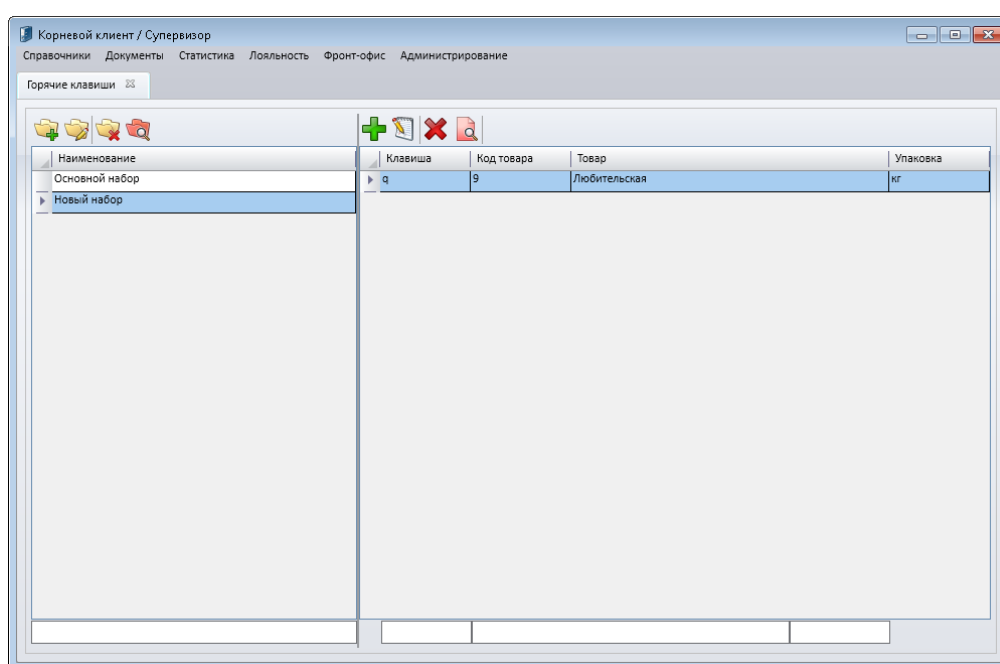 Корневой клиент / Супервизор
Справочники Документы Статистика Лояльность Фронт-офис Администрирование
Горячие клавиши
Наименование
Основной набор
Новый набор
Клавиша Код товара Товар Упаковка
q 9 Любительская кг